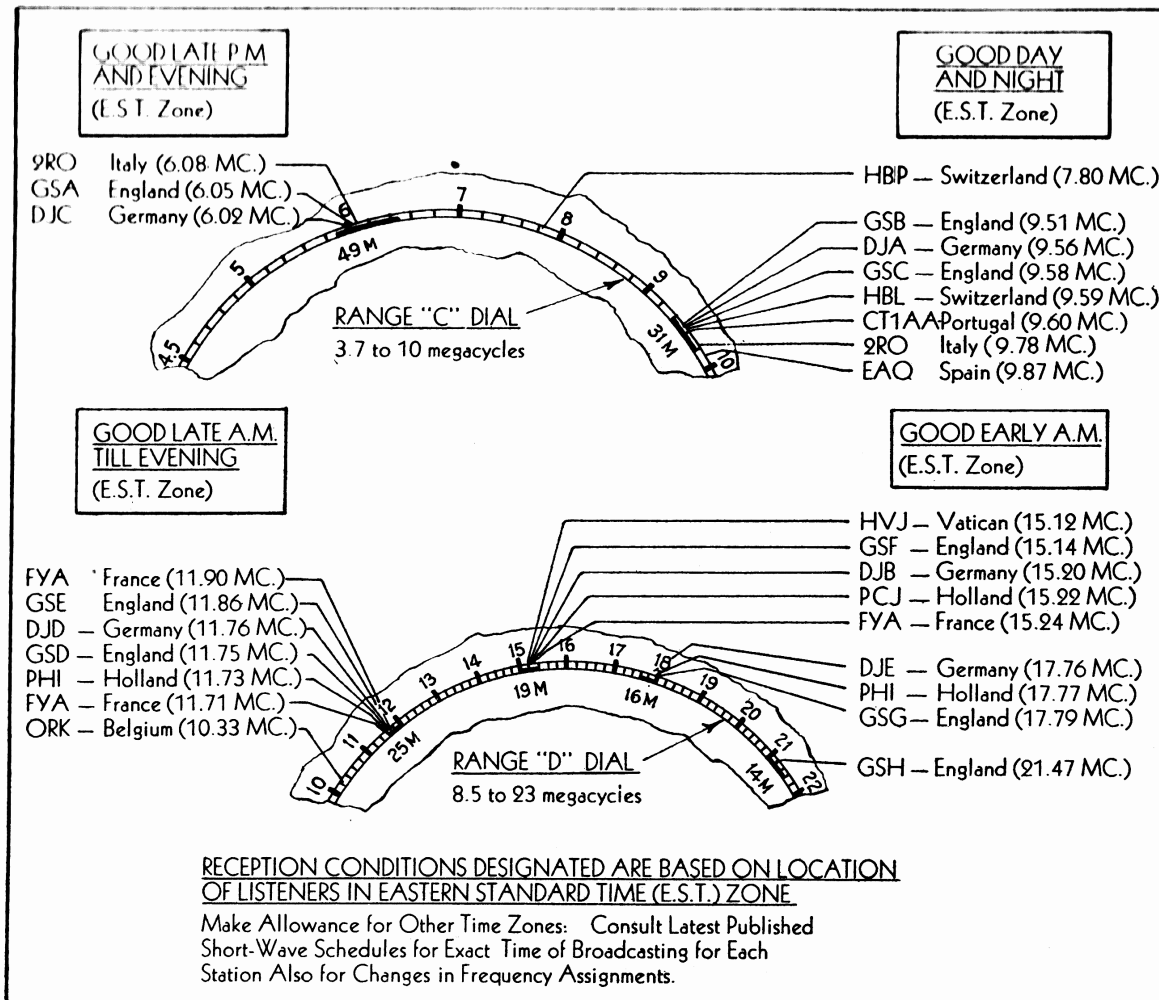 GOOD LATE P.M
AND EVENING
(E.S.T. Zone)
GOOD DAY
AND NIGHT
(E.S.T. Zone)
2RO Italy (6.08 MC.)
GSA England (6.05 MC.)
DJC Germany (6.02 MC.)
HBP — Switzerland (7.80 MC.)
GSB — England (9.51 MC.)
DJA — Germany (9.56 MC.)
GSC — England (9.58 MC.)
HBL — Switzerland (9.59 MC.)
CT1AA Portugal (9.60 MC.)
2RO Italy (9.78 MC.)
EAQ Spain (9.87 MC.)
4.5 5 6 7 8 9 10
49 M 31 M
RANGE "C" DIAL
3.7 to 10 megacycles
GOOD LATE A.M.
TILL EVENING
(E.S.T. Zone)
GOOD EARLY A.M.
(E.S.T. Zone)
FYA France (11.90 MC.)
GSE England (11.86 MC.)
DJD — Germany (11.76 MC.)
GSD — England (11.75 MC.)
PHI — Holland (11.73 MC.)
FYA — France (11.71 MC.)
ORK — Belgium (10.33 MC.)
HVJ — Vatican (15.12 MC.)
GSF — England (15.14 MC.)
DJB — Germany (15.20 MC.)
PCJ — Holland (15.22 MC.)
FYA — France (15.24 MC.)
DJE — Germany (17.76 MC.)
PHI — Holland (17.77 MC.)
GSG — England (17.79 MC.)
GSH — England (21.47 MC.)
10 11 12 13 14 15 16 17 18 19 20 21 22
25 M 19 M 16 M 14 M
RANGE "D" DIAL
8.5 to 23 megacycles
RECEPTION CONDITIONS DESIGNATED ARE BASED ON LOCATION
OF LISTENERS IN EASTERN STANDARD TIME (E.S.T.) ZONE
Make Allowance for Other Time Zones: Consult Latest Published
Short-Wave Schedules for Exact Time of Broadcasting for Each
Station Also for Changes in Frequency Assignments.